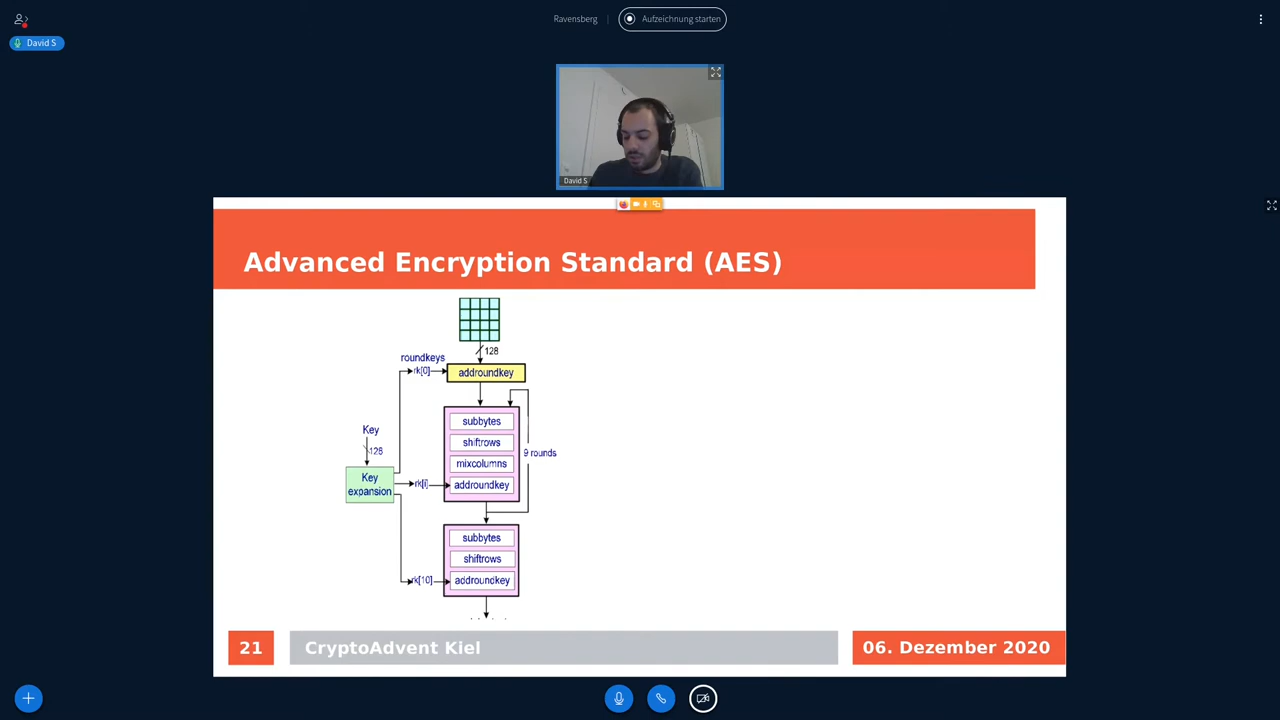 Ravensberg
Aufzeichnung starten
David S
David S
Advanced Encryption Standard (AES)
128
roundkeys
rk[0]
addroundkey
subbytes
Key
shiftrows
128
9 rounds
mixcolumns
Key
expansion
rk[i]
addroundkey
subbytes
shiftrows
rk[10]
addroundkey
21
CryptoAdvent Kiel
06. Dezember 2020